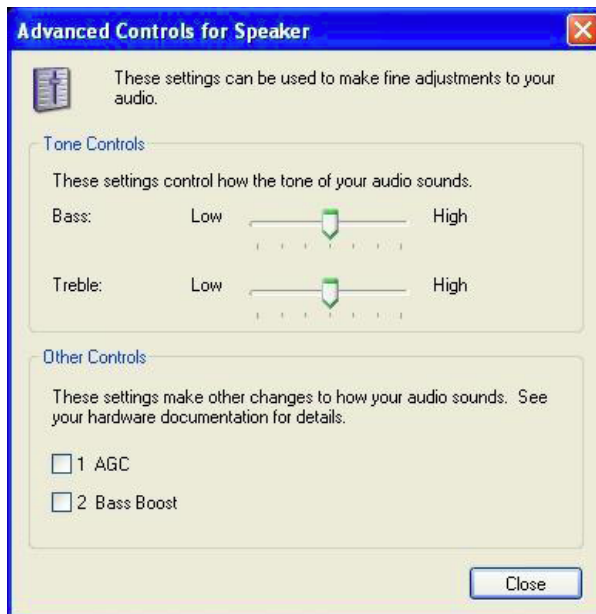 Advanced Controls for Speaker
These settings can be used to make fine adjustments to your
audio.
Tone Controls
These settings control how the tone of your audio sounds.
Bass: Low High
Treble: Low High
Other Controls
These settings make other changes to how your audio sounds. See
your hardware documentation for details.
1 AGC
2 Bass Boost
Close